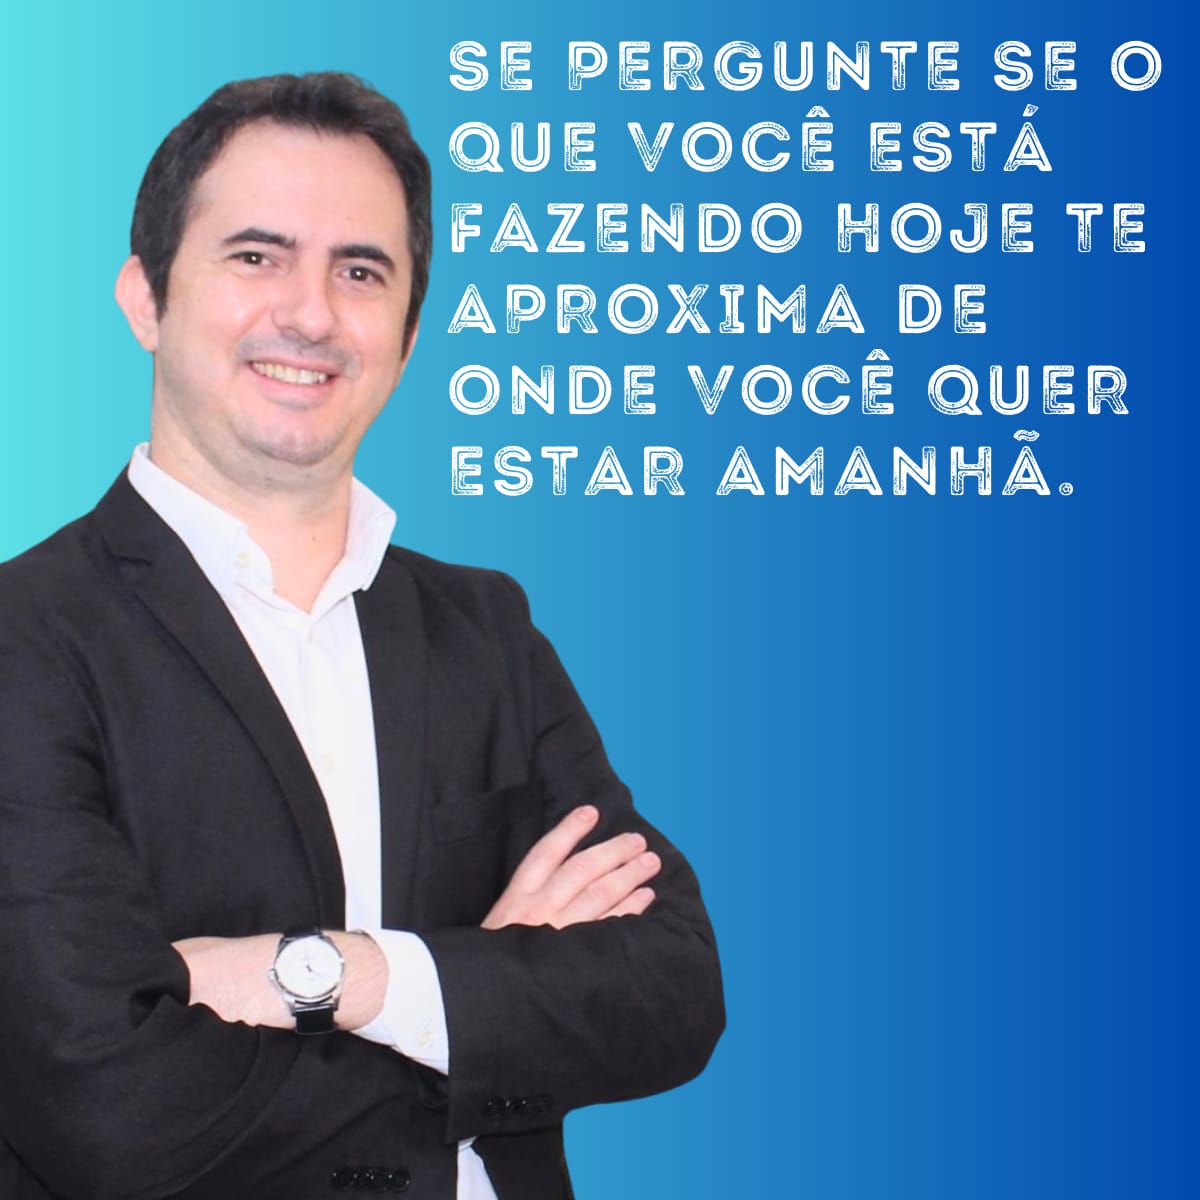 SE PERGUNTE SE O
QUE VOCÊ ESTÁ
FAZENDO HOJE TE
APROXIMA DE
ONDE VOCÊ QUER
ESTAR AMANHÃ.